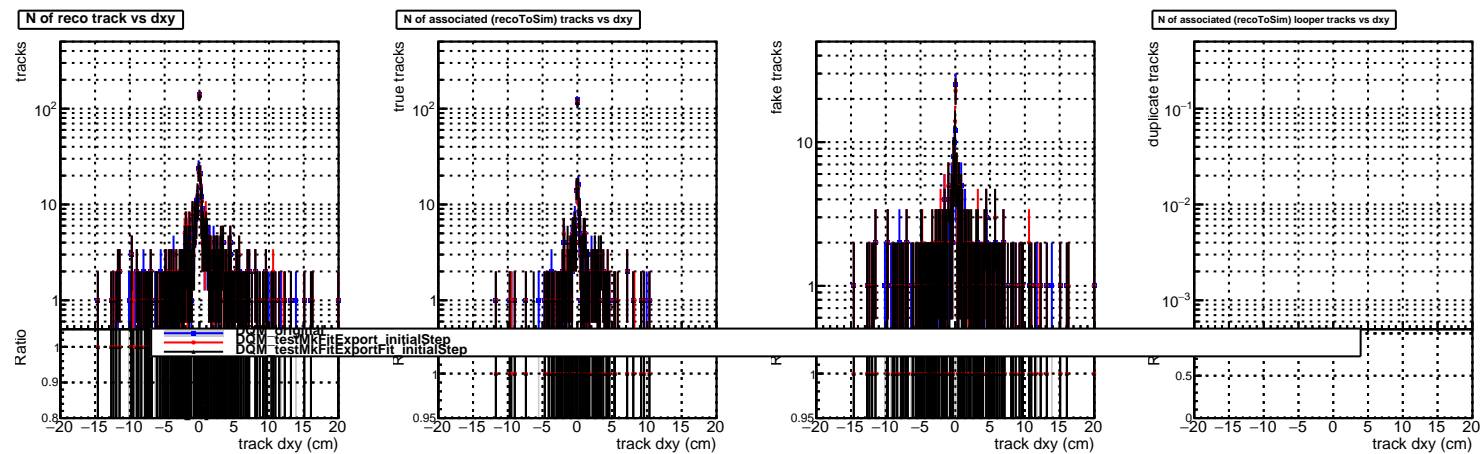 N of reco track vs dxy
N of associated (recoToSim) tracks vs dxy
N of associated (recoToSim) looper tracks vs dxy
tracks
10²
10
1
Ratio
1
0.9
0.8
−20 −15 −10 −5 0 5 10 15 20
track dxy (cm)
true tracks
10²
10
1
1
0.95
−20 −15 −10 −5 0 5 10 15 20
track dxy (cm)
fake tracks
10
1
1
0.95
−20 −15 −10 −5 0 5 10 15 20
track dxy (cm)
duplicate tracks
10⁻¹
10⁻²
10⁻³
0.5
0
−20 −15 −10 −5 0 5 10 15 20
track dxy (cm)
DQM_original
DQM_testMkFitExport_initialStep
DQM_testMkFitExportFit_initialStep